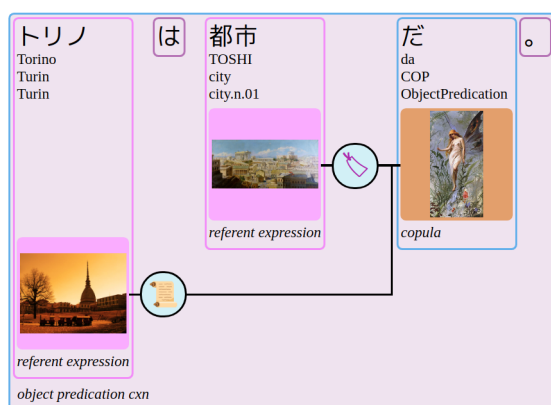 トリノ
Torino
Turin
Turin
referent expression
は
都市
TOSHI
city
city.n.01
referent expression
だ
da
COP
ObjectPredication
copula
。
object predication cxn